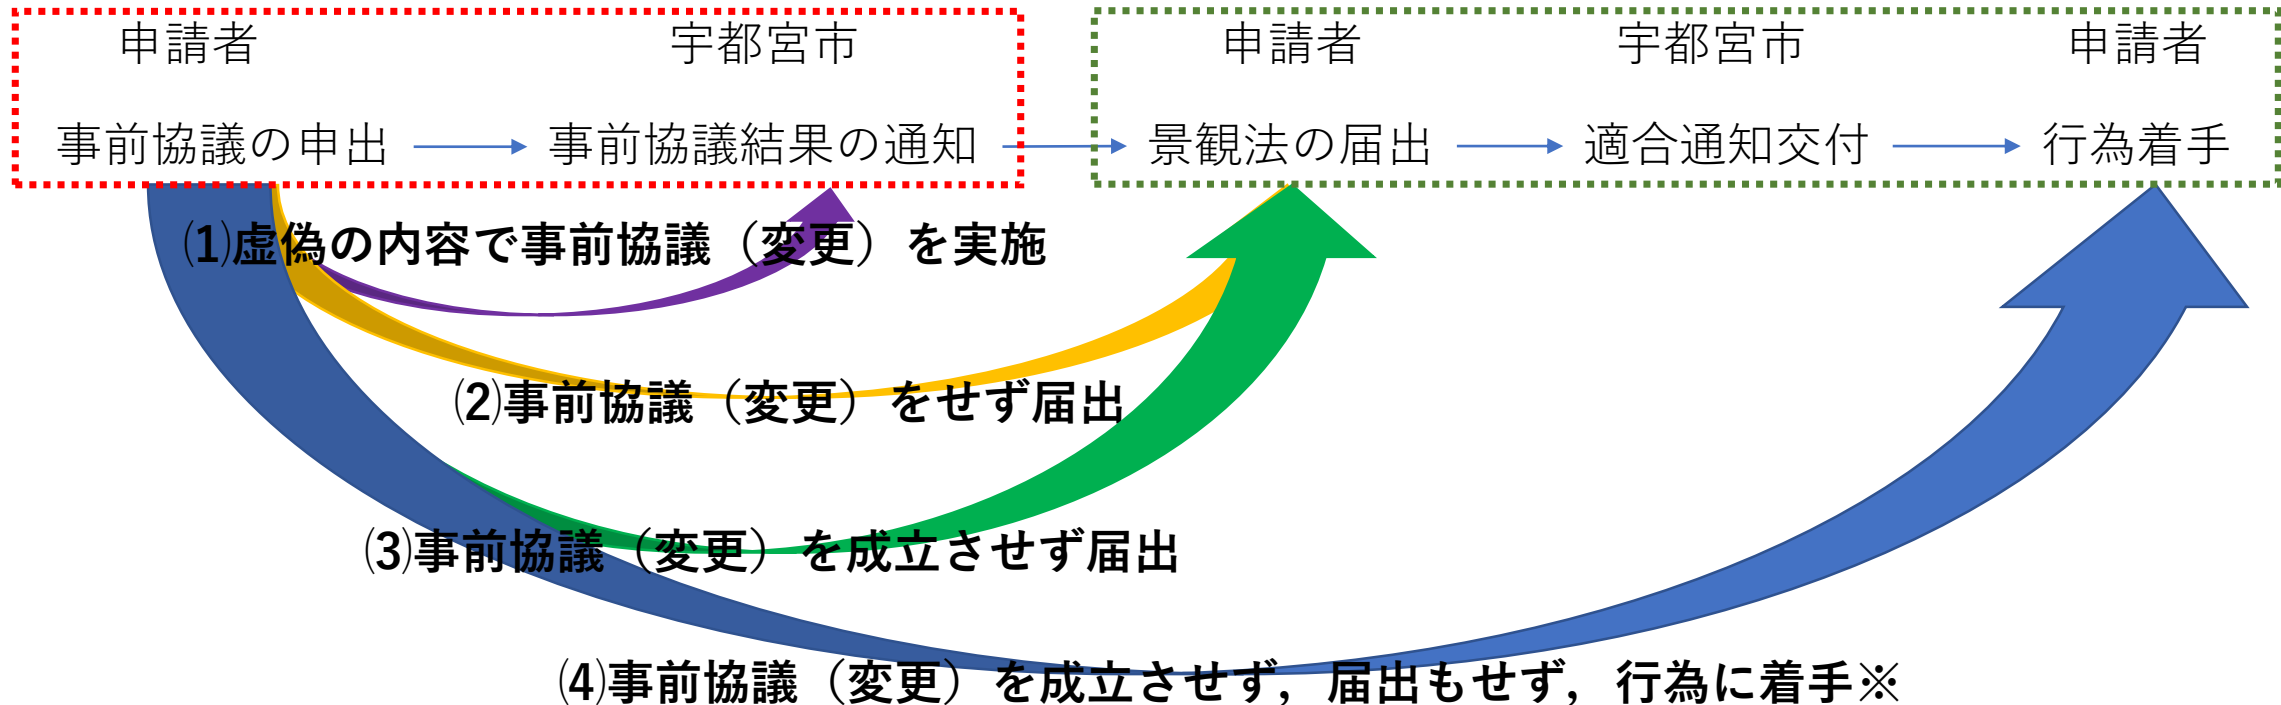 申請者 宇都宮市 申請者 宇都宮市 申請者
事前協議の申出 事前協議結果の通知 景観法の届出 適合通知交付 行為着手
⑴虚偽の内容で事前協議（変更）を実施
⑵事前協議（変更）をせず届出
⑶事前協議（変更）を成立させず届出
⑷事前協議（変更）を成立させず，届出もせず，行為に着手※